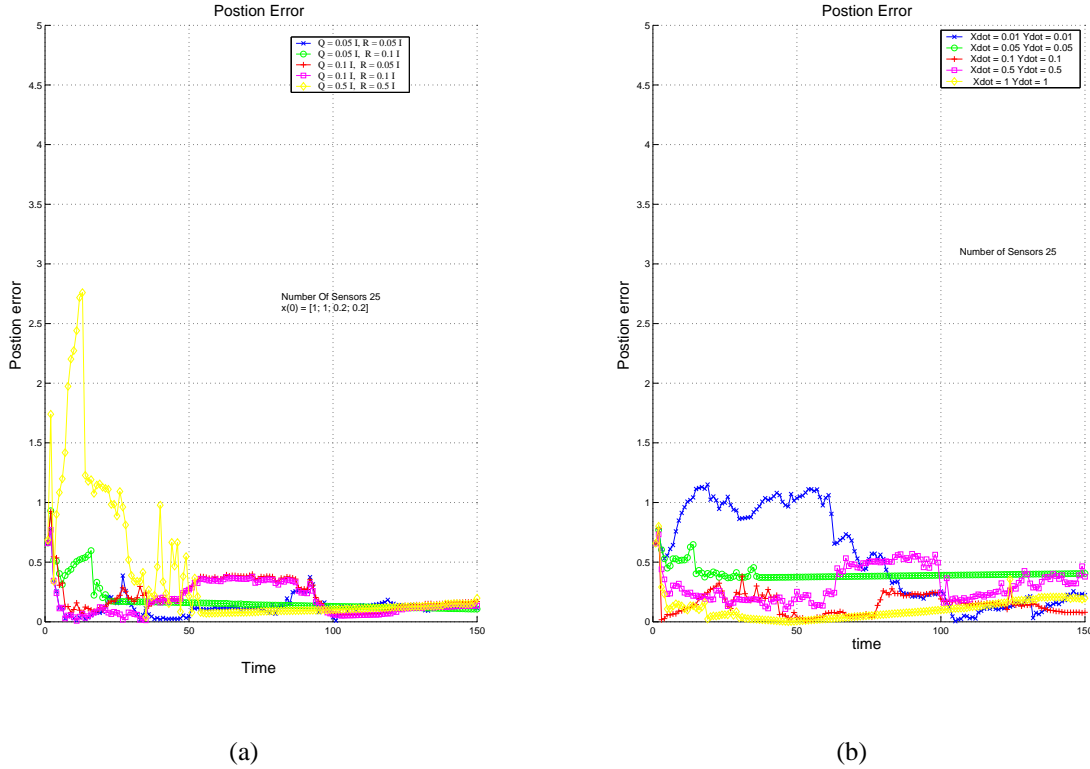 Postion Error
5
4.5
4
3.5
3
2.5
2
1.5
1
0.5
0
0
50
100
150
Postion error
Time
Q = 0.05 I, R = 0.05 I
Q = 0.05 I, R = 0.1 I
Q = 0.1 I, R = 0.05 I
Q = 0.1 I, R = 0.1 I
Q = 0.5 I, R = 0.5 I
Number Of Sensors 25
x(0) = [1; 1; 0.2; 0.2]
(a)
Postion Error
5
4.5
4
3.5
3
2.5
2
1.5
1
0.5
0
0
50
100
150
Postion Error
time
Xdot = 0.01 Ydot = 0.01
Xdot = 0.05 Ydot = 0.05
Xdot = 0.1 Ydot = 0.1
Xdot = 0.5 Ydot = 0.5
Xdot = 1 Ydot = 1
Number of Sensors 25
(b)